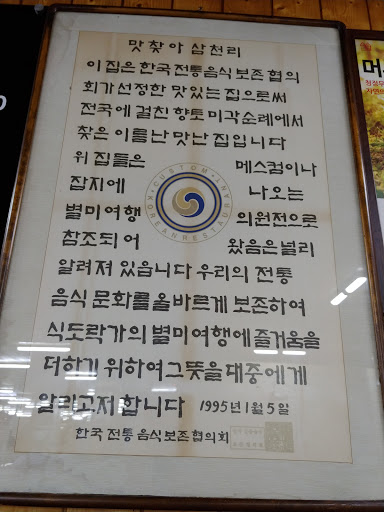 맛찾아 삼천리
이 집은 한국 전통음식 보존 협의
회가 선정한 맛있는 집으로써
전국에 걸친 향토미각순례에서
찾은 이름난 맛난 집입니다
위 집들은 메스컴이나
잡지에 나오는
별미여행 의원전으로
참조되어 왔음은 널리
알려져 있읍니다 우리의 전통
음식 문화를 올바르게 보존하여
식도락가의 별미여행에 즐거움을
더하기 위하여 그 뜻을 대중에게
알리고저 합니다 1995년 1월 5일
한국 전통 음식 보존 협의회
CUSTOM
KOREAN RESTAURANT
머